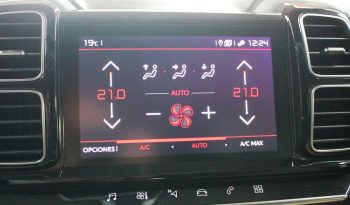 19°C 12:24
AUTO
21.0 21.0
− +
OPCIONES A/C AUTO A/C MAX